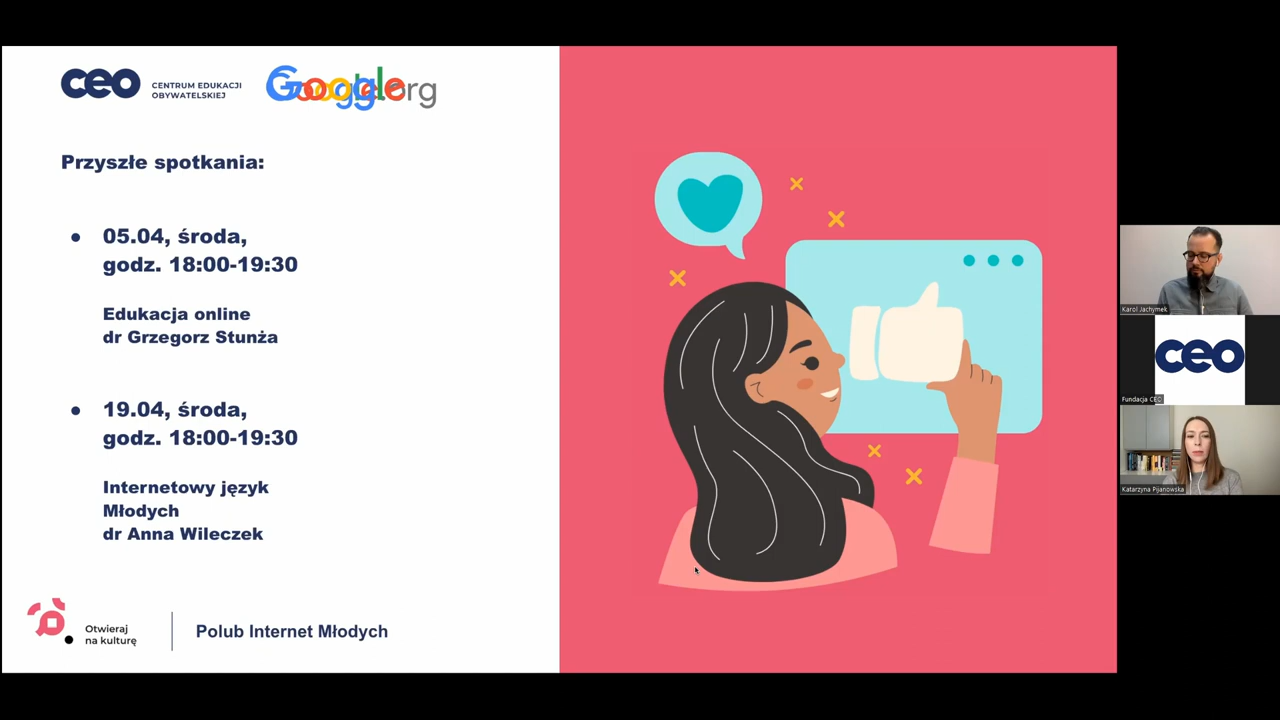 ceo
CENTRUM EDUKACJI
OBYWATELSKIEJ
Google.org
Przyszłe spotkania:
05.04, środa,
godz. 18:00-19:30
Edukacja online
dr Grzegorz Stunża
19.04, środa,
godz. 18:00-19:30
Internetowy język
Młodych
dr Anna Wileczek
Otwieraj
na kulturę
Polub Internet Młodych
Karol Jachymek
ceo
Fundacja CEO
Katarzyna Pijanowska